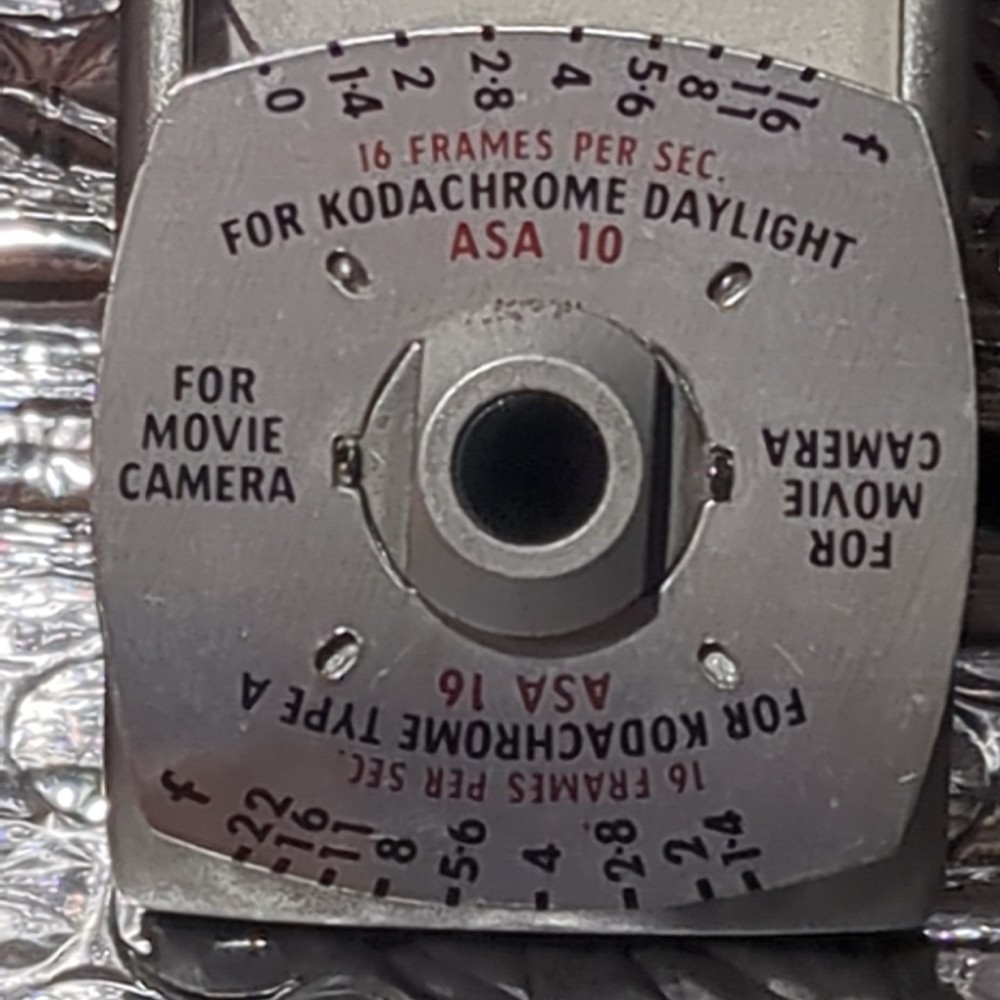 0 1·4 2 2·8 4 5·6 8 11 16 f
16 FRAMES PER SEC.
FOR KODACHROME DAYLIGHT
ASA 10
FOR
MOVIE
CAMERA
FOR
MOVIE
CAMERA
ASA 16
FOR KODACHROME TYPE A
16 FRAMES PER SEC.
f 22 16 11 8 5·6 4 2·8 2 1·4